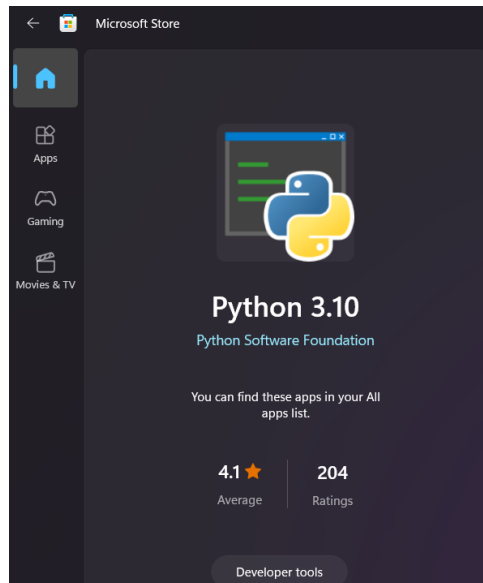 Microsoft Store
Apps
Gaming
Movies & TV
Python 3.10
Python Software Foundation
You can find these apps in your All
apps list.
4.1
204
Average
Ratings
Developer tools